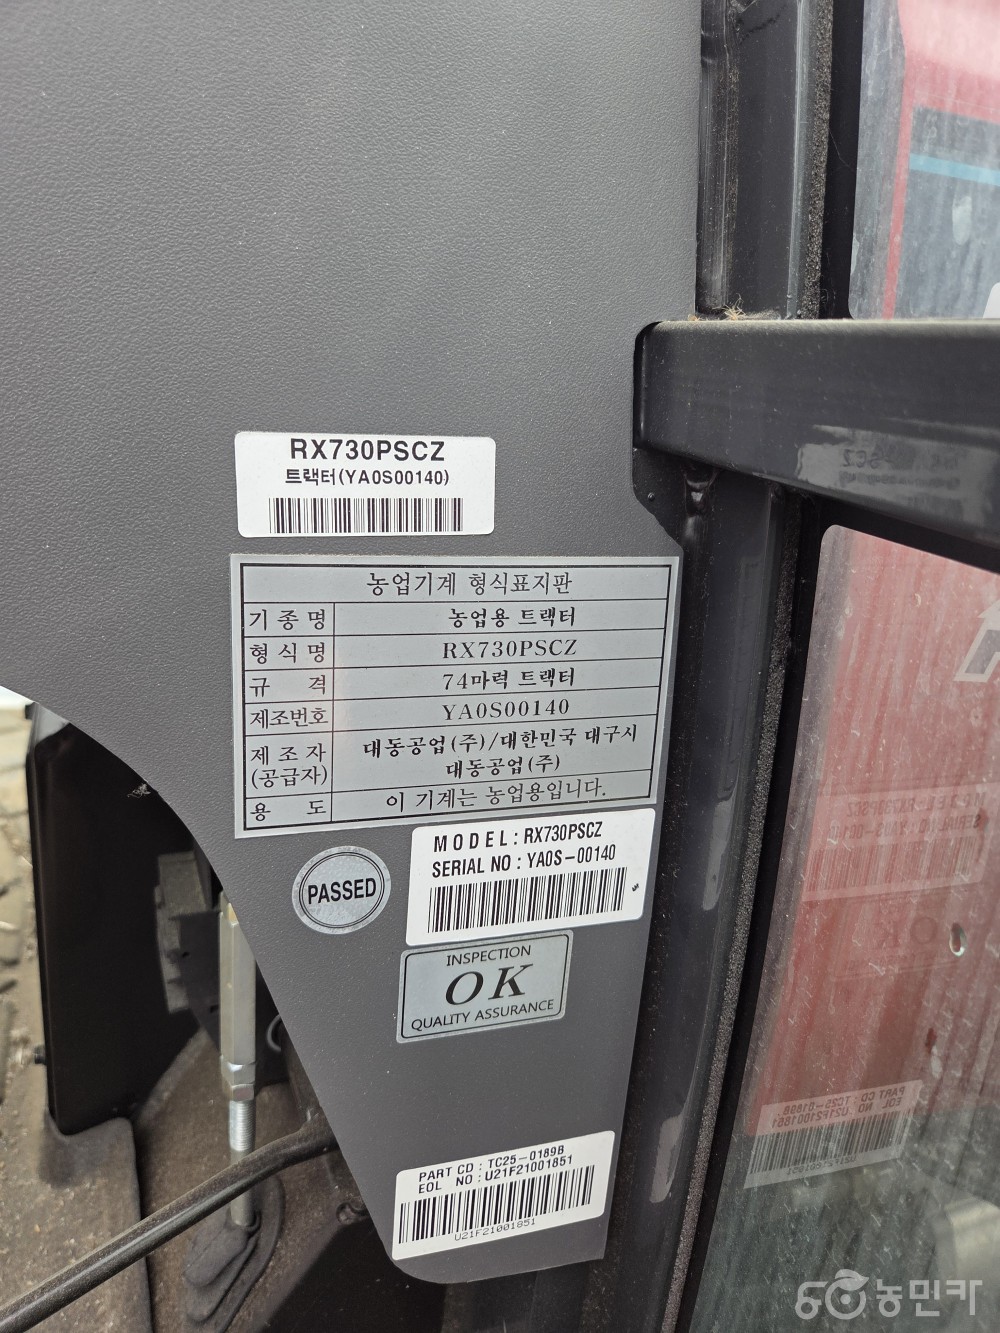 RX730PSCZ
트랙터(YA0S00140)
농업기계 형식표지판
기종명 농업용 트랙터
형식명 RX730PSCZ
규격 74마력 트랙터
제조번호 YA0S00140
제조자 대동공업(주)/대한민국 대구시
(공급자) 대동공업(주)
용도 이 기계는 농업용입니다.
MODEL: RX730PSCZ
SERIAL NO: YA0S-00140
PASSED
INSPECTION
OK
QUALITY ASSURANCE
PART CD : TC25-0189B
EOL NO : U21F21001851
U21F21001851
농민카